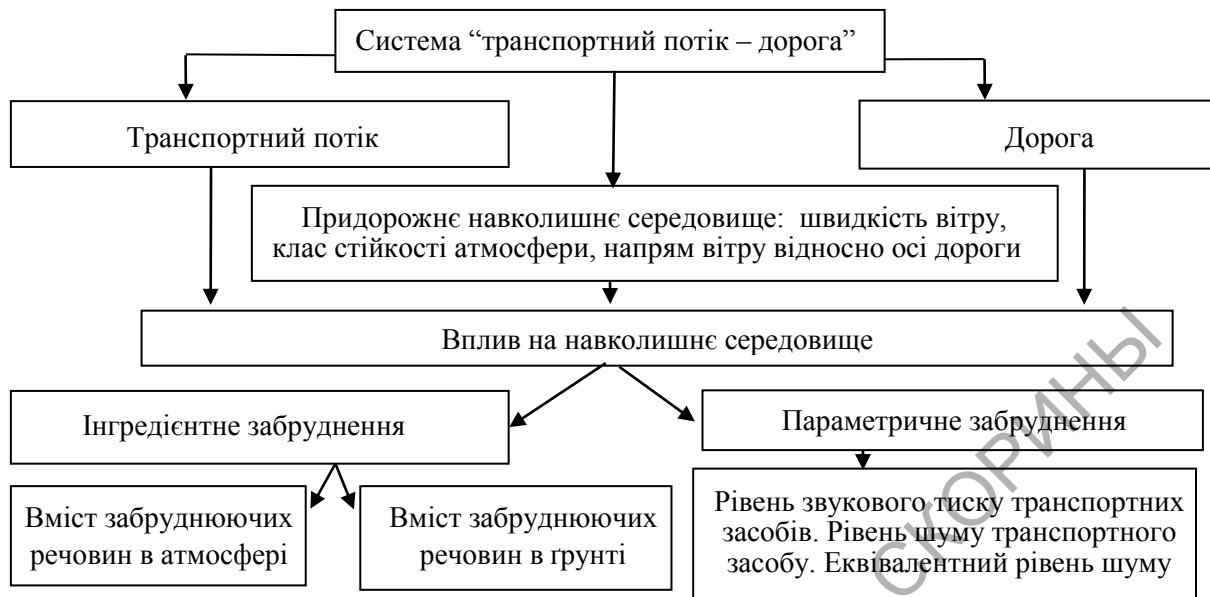 Система “транспортний потік – дорога”
Транспортний потік
Дорога
Придорожнє навколишнє середовище: швидкість вітру,
клас стійкості атмосфери, напрям вітру відносно осі дороги
Вплив на навколишнє середовище
Інгредієнтне забруднення
Параметричне забруднення
Вміст забруднюючих
речовин в атмосфері
Вміст забруднюючих
речовин в ґрунті
Рівень звукового тиску транспортних
засобів. Рівень шуму транспортного
засобу. Еквівалентний рівень шуму
СКОРИНЫ